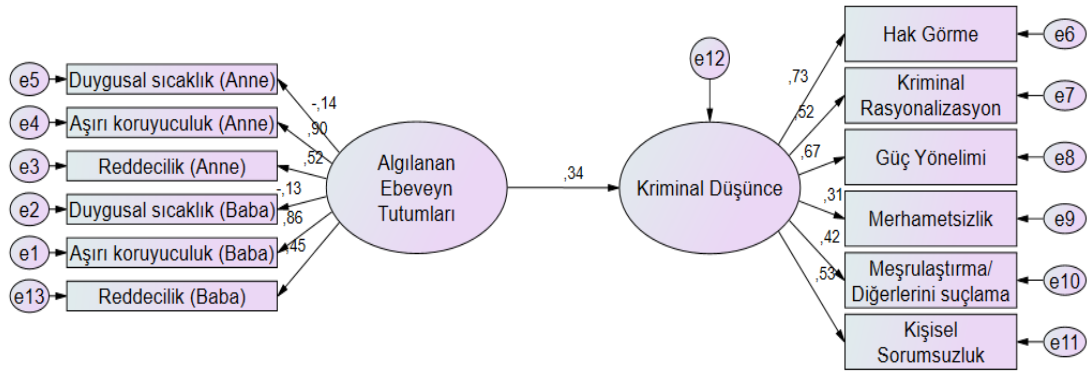 e12
e5
Duygusal sıcaklık (Anne)
e4
Aşırı koruyuculuk (Anne)
e3
Reddecilik (Anne)
e2
Duygusal sıcaklık (Baba)
e1
Aşırı koruyuculuk (Baba)
e13
Reddecilik (Baba)
-,14
,90
,52
-,13
,86
,45
Algılanan
Ebeveyn
Tutumları
,34
Kriminal Düşünce
,73
,52
,67
,31
,42
,53
Hak Görme
e6
Kriminal
Rasyonalizasyon
e7
Güç Yönelimi
e8
Merhametsizlik
e9
Meşrulaştırma/
Diğerlerini suçlama
e10
Kişisel
Sorumsuzluk
e11